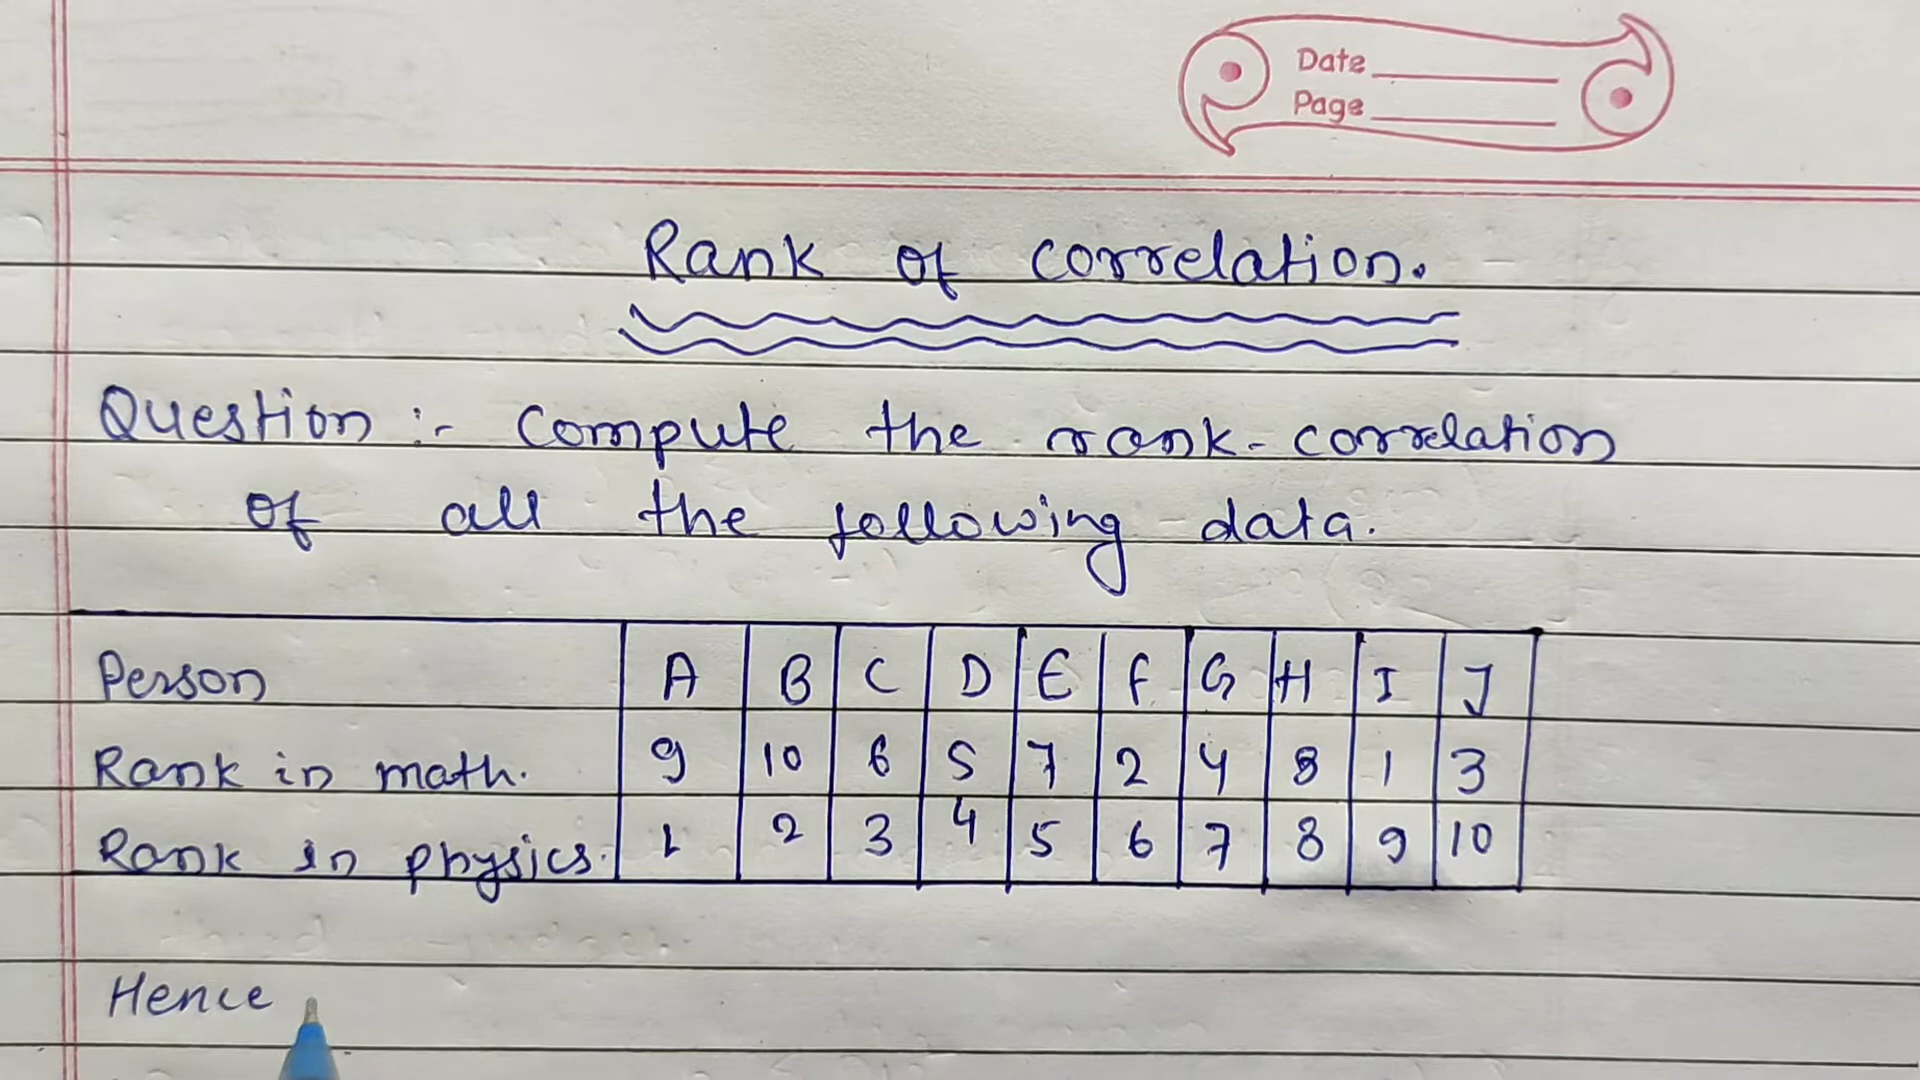 Date
Page
Rank of correlation.
Question :- Compute the rank-correlation
of all the following data.
Person A B C D E F G H I J
Rank in math. 9 10 6 5 7 2 4 8 1 3
Rank in physics. 1 2 3 4 5 6 7 8 9 10
Hence